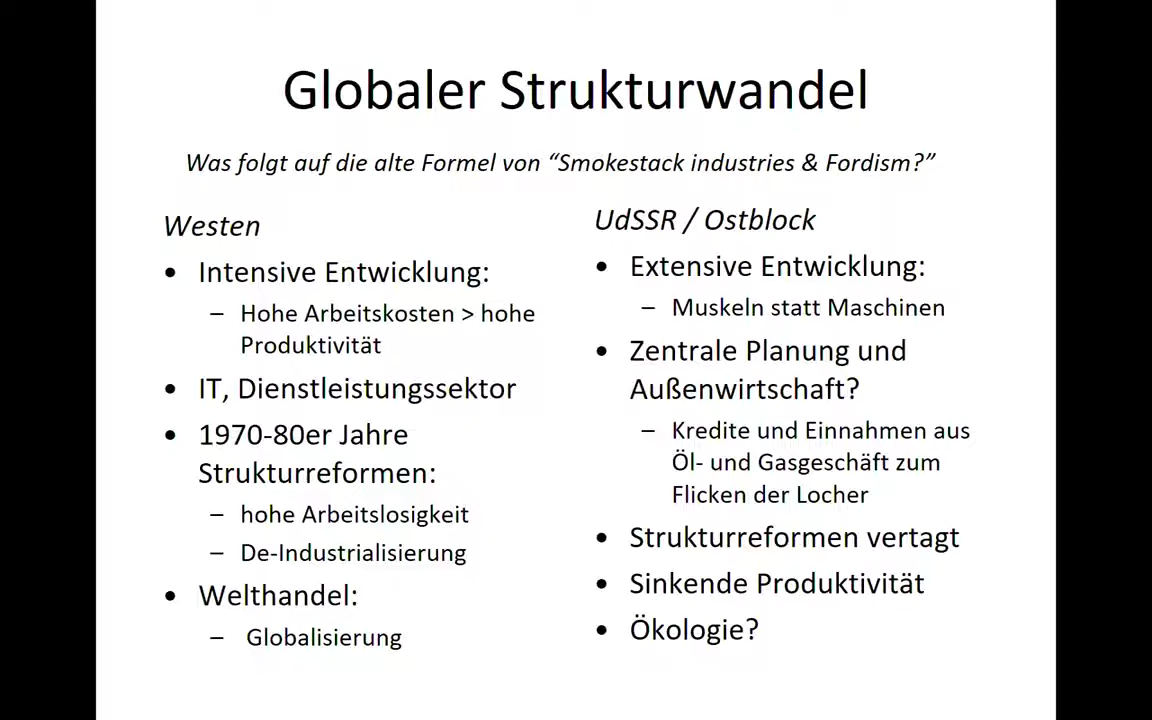 Globaler Strukturwandel
Was folgt auf die alte Formel von “Smokestack industries & Fordism?”
Westen
• Intensive Entwicklung:
– Hohe Arbeitskosten > hohe
Produktivität
• IT, Dienstleistungssektor
• 1970-80er Jahre
Strukturreformen:
– hohe Arbeitslosigkeit
– De-Industrialisierung
• Welthandel:
– Globalisierung
UdSSR / Ostblock
• Extensive Entwicklung:
– Muskeln statt Maschinen
• Zentrale Planung und
Außenwirtschaft?
– Kredite und Einnahmen aus
Öl- und Gasgeschäft zum
Flicken der Locher
• Strukturreformen vertagt
• Sinkende Produktivität
• Ökologie?